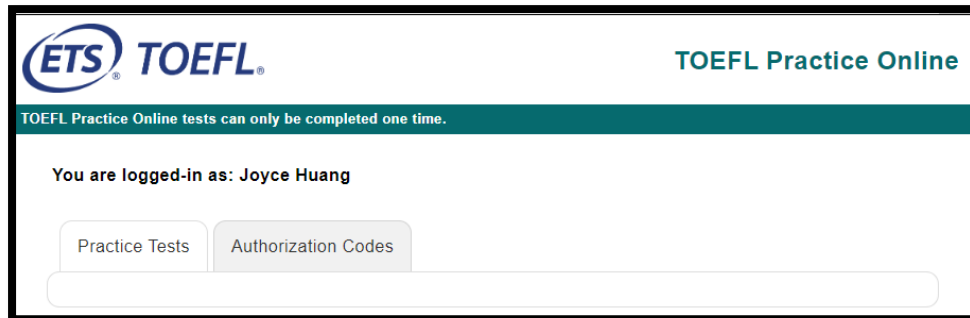 ETS® TOEFL®
TOEFL Practice Online
TOEFL Practice Online tests can only be completed one time.
You are logged-in as: Joyce Huang
Practice Tests Authorization Codes